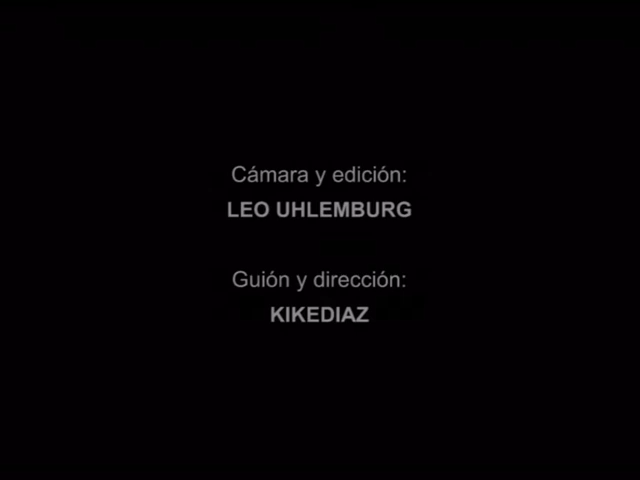 Cámara y edición:
LEO UHLEMBURG
Guión y dirección:
KIKEDIAZ